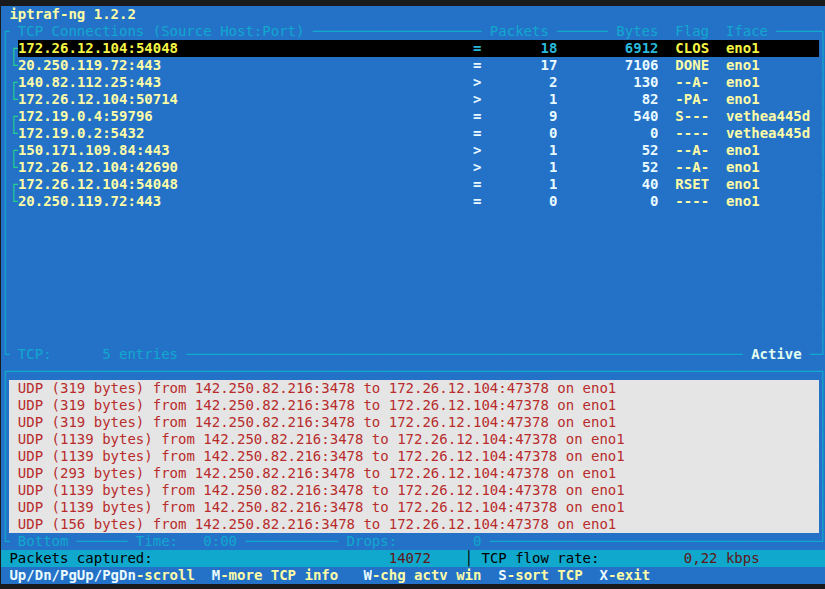 iptraf-ng 1.2.2
TCP Connections (Source Host:Port) Packets Bytes Flag Iface
172.26.12.104:54048 = 18 6912 CLOS eno1
20.250.119.72:443 = 17 7106 DONE eno1
140.82.112.25:443 > 2 130 --A- eno1
172.26.12.104:50714 > 1 82 -PA- eno1
172.19.0.4:59796 = 9 540 S--- vethea445d
172.19.0.2:5432 = 0 0 ---- vethea445d
150.171.109.84:443 > 1 52 --A- eno1
172.26.12.104:42690 > 1 52 --A- eno1
172.26.12.104:54048 = 1 40 RSET eno1
20.250.119.72:443 = 0 0 ---- eno1
TCP: 5 entries Active
UDP (319 bytes) from 142.250.82.216:3478 to 172.26.12.104:47378 on eno1
UDP (319 bytes) from 142.250.82.216:3478 to 172.26.12.104:47378 on eno1
UDP (319 bytes) from 142.250.82.216:3478 to 172.26.12.104:47378 on eno1
UDP (1139 bytes) from 142.250.82.216:3478 to 172.26.12.104:47378 on eno1
UDP (1139 bytes) from 142.250.82.216:3478 to 172.26.12.104:47378 on eno1
UDP (293 bytes) from 142.250.82.216:3478 to 172.26.12.104:47378 on eno1
UDP (1139 bytes) from 142.250.82.216:3478 to 172.26.12.104:47378 on eno1
UDP (1139 bytes) from 142.250.82.216:3478 to 172.26.12.104:47378 on eno1
UDP (156 bytes) from 142.250.82.216:3478 to 172.26.12.104:47378 on eno1
Bottom Time: 0:00 Drops: 0
Packets captured: 14072 │ TCP flow rate: 0,22 kbps
Up/Dn/PgUp/PgDn-scroll M-more TCP info W-chg actv win S-sort TCP X-exit